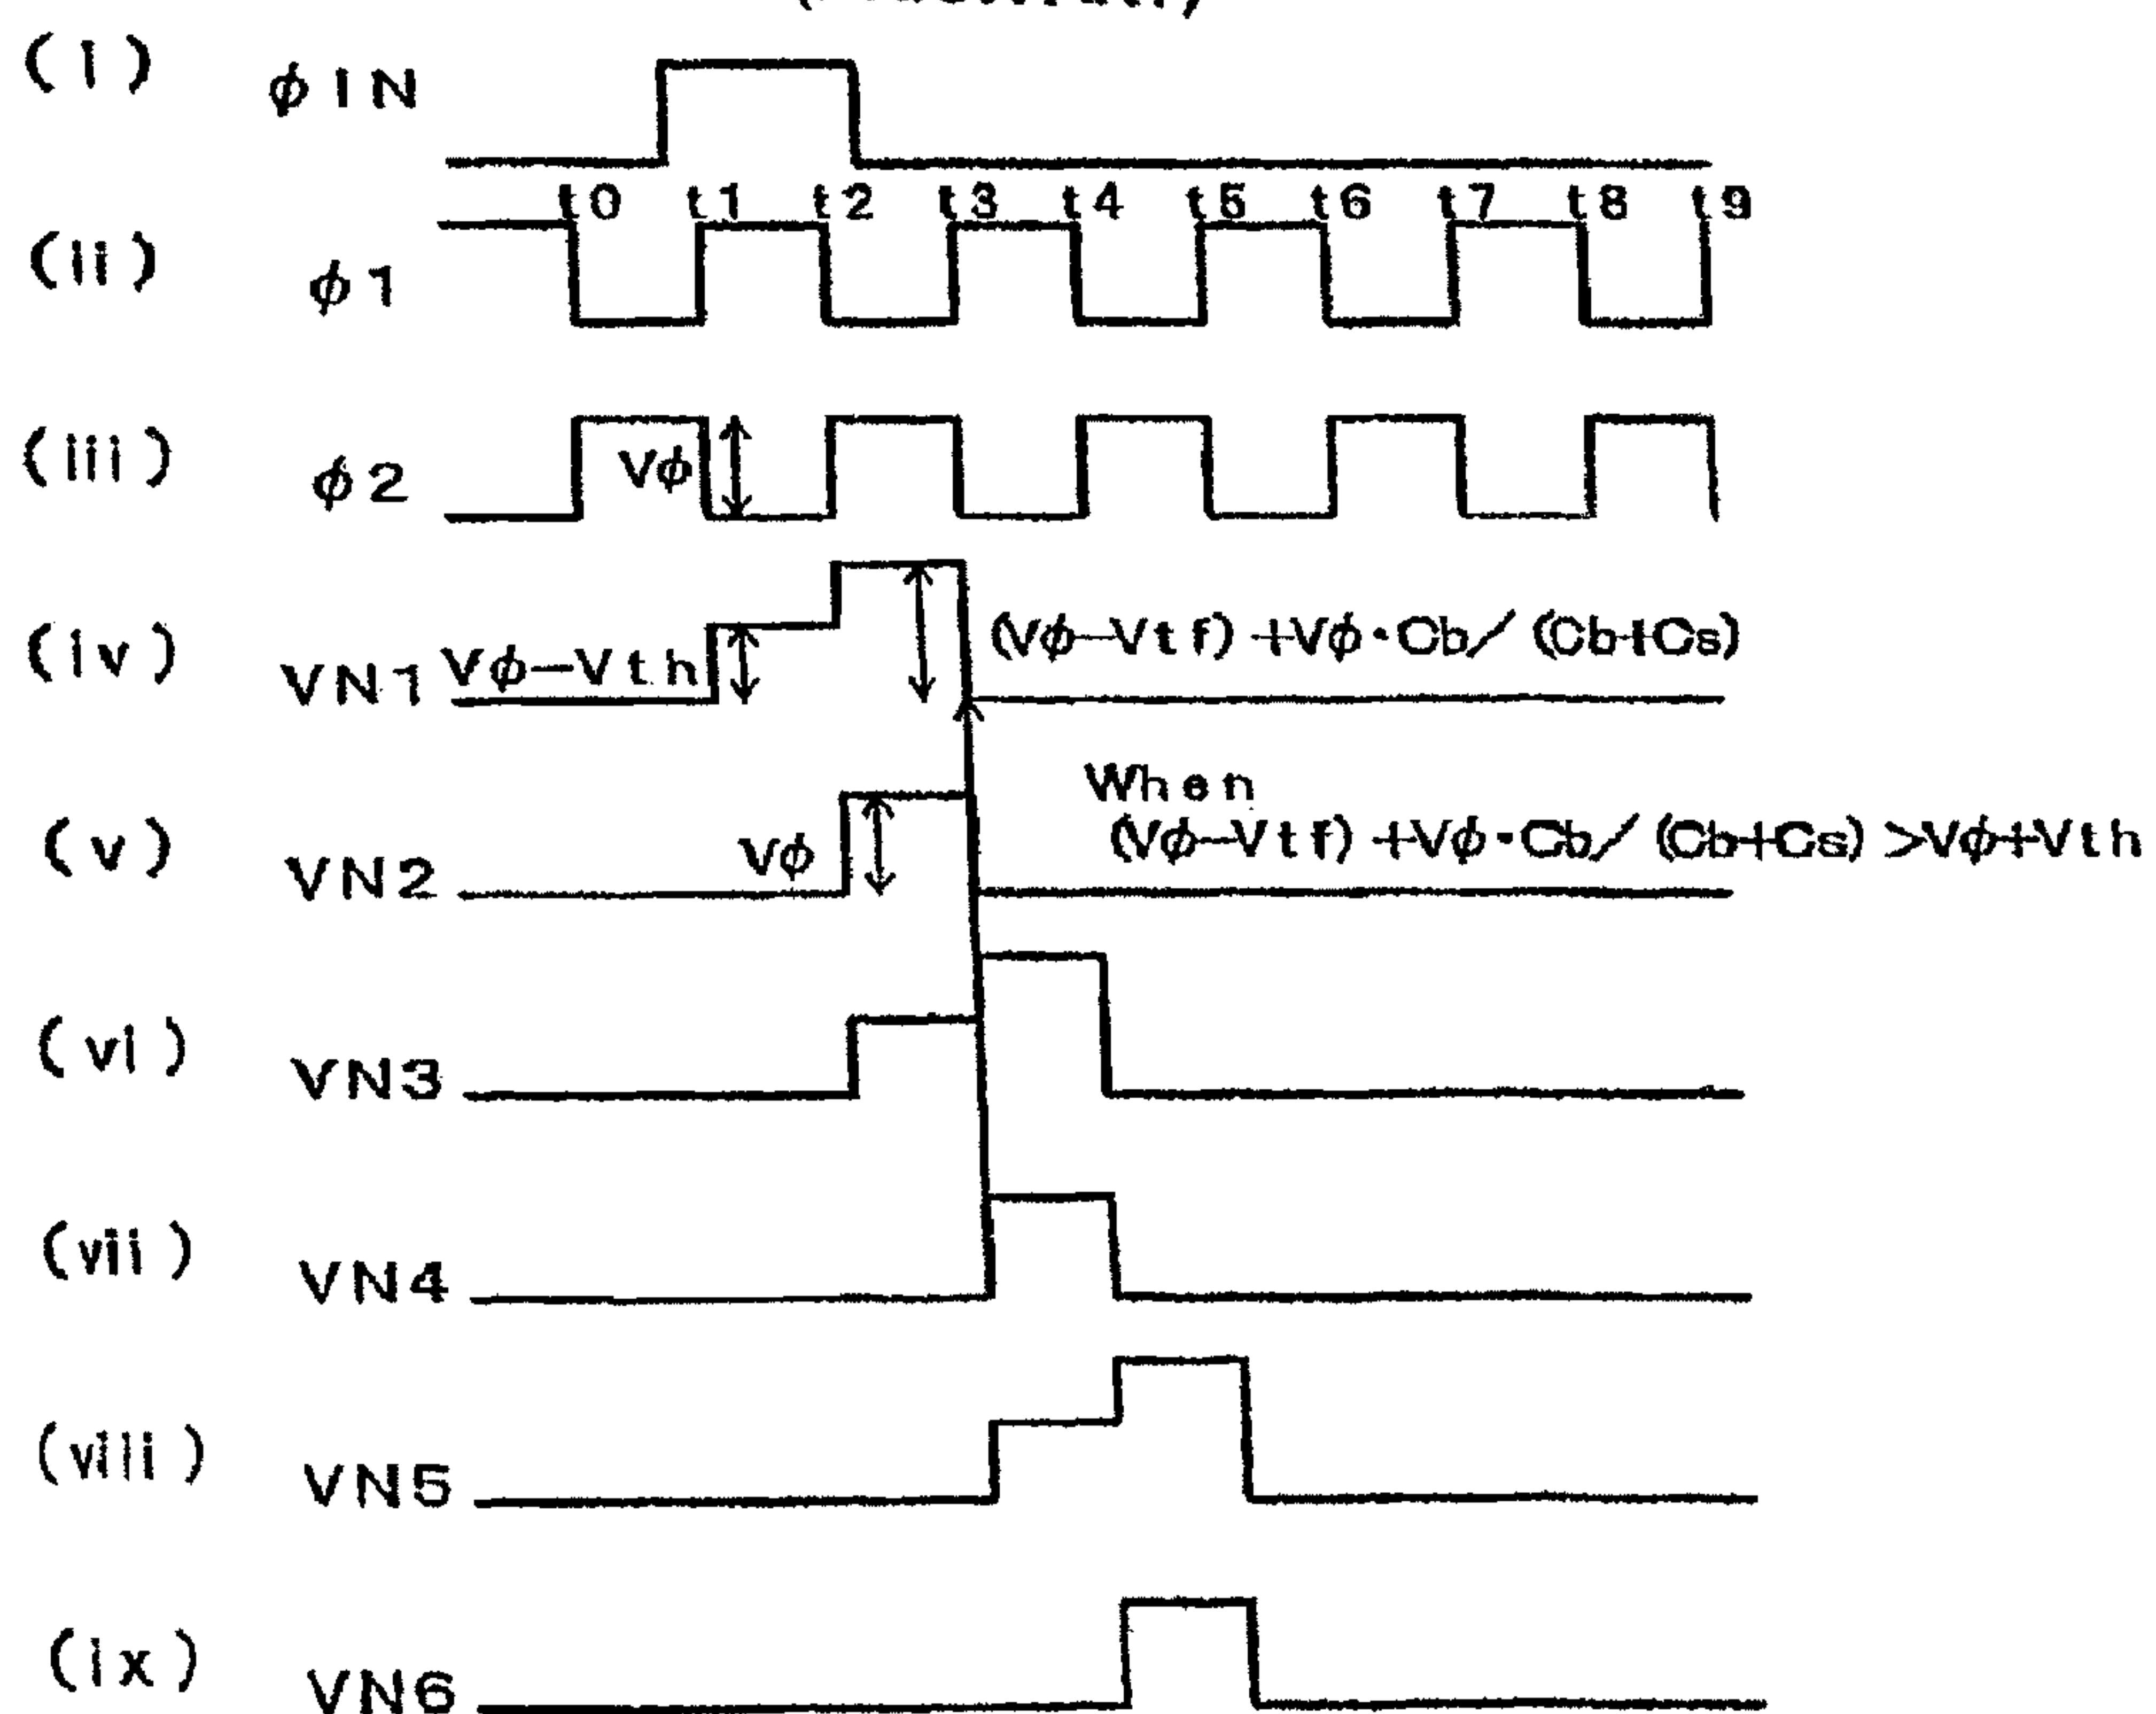 (i) φIN
t0 t1 t2 t3 t4 t5 t6 t7 t8 t9
(ii) φ1
(iii) φ2 Vφ
(iv) VN1 Vφ-Vth (Vφ-Vtf)+Vφ·Cb/(Cb+Cs)
When
(v) VN2 Vφ (Vφ-Vtf)+Vφ·Cb/(Cb+Cs)>Vφ+Vth
(vi) VN3
(vii) VN4
(viii) VN5
(ix) VN6